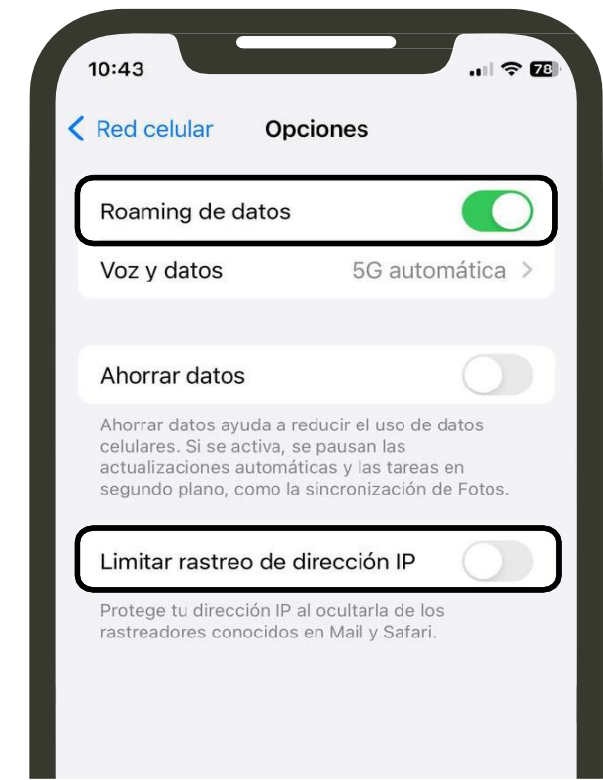 10:43
78
Red celular
Opciones
Roaming de datos
Voz y datos
5G automática
Ahorrar datos
Ahorrar datos ayuda a reducir el uso de datos
celulares. Si se activa, se pausan las
actualizaciones automáticas y las tareas en
segundo plano, como la sincronización de Fotos.
Limitar rastreo de dirección IP
Protege tu dirección IP al ocultarla de los
rastreadores conocidos en Mail y Safari.